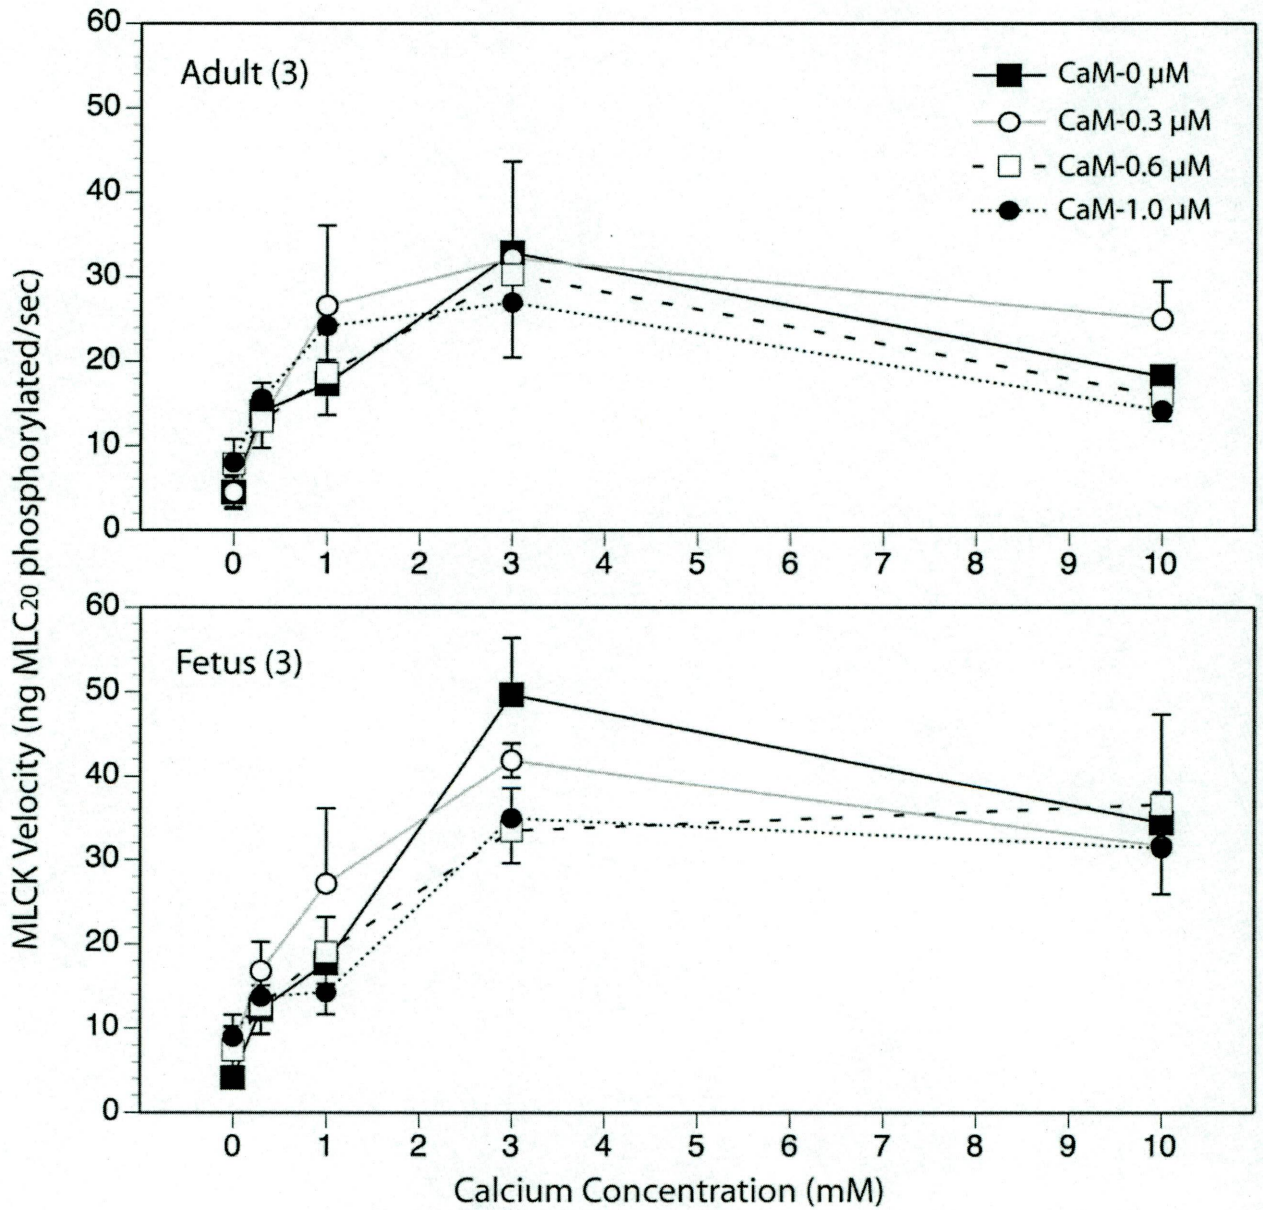 MLCK Velocity (ng MLC20 phosphorylated/sec)
60
50
40
30
20
10
0
Adult (3)
CaM-0 µM
CaM-0.3 µM
CaM-0.6 µM
CaM-1.0 µM
0 1 2 3 4 5 6 7 8 9 10
60
50
40
30
20
10
0
Fetus (3)
0 1 2 3 4 5 6 7 8 9 10
Calcium Concentration (mM)